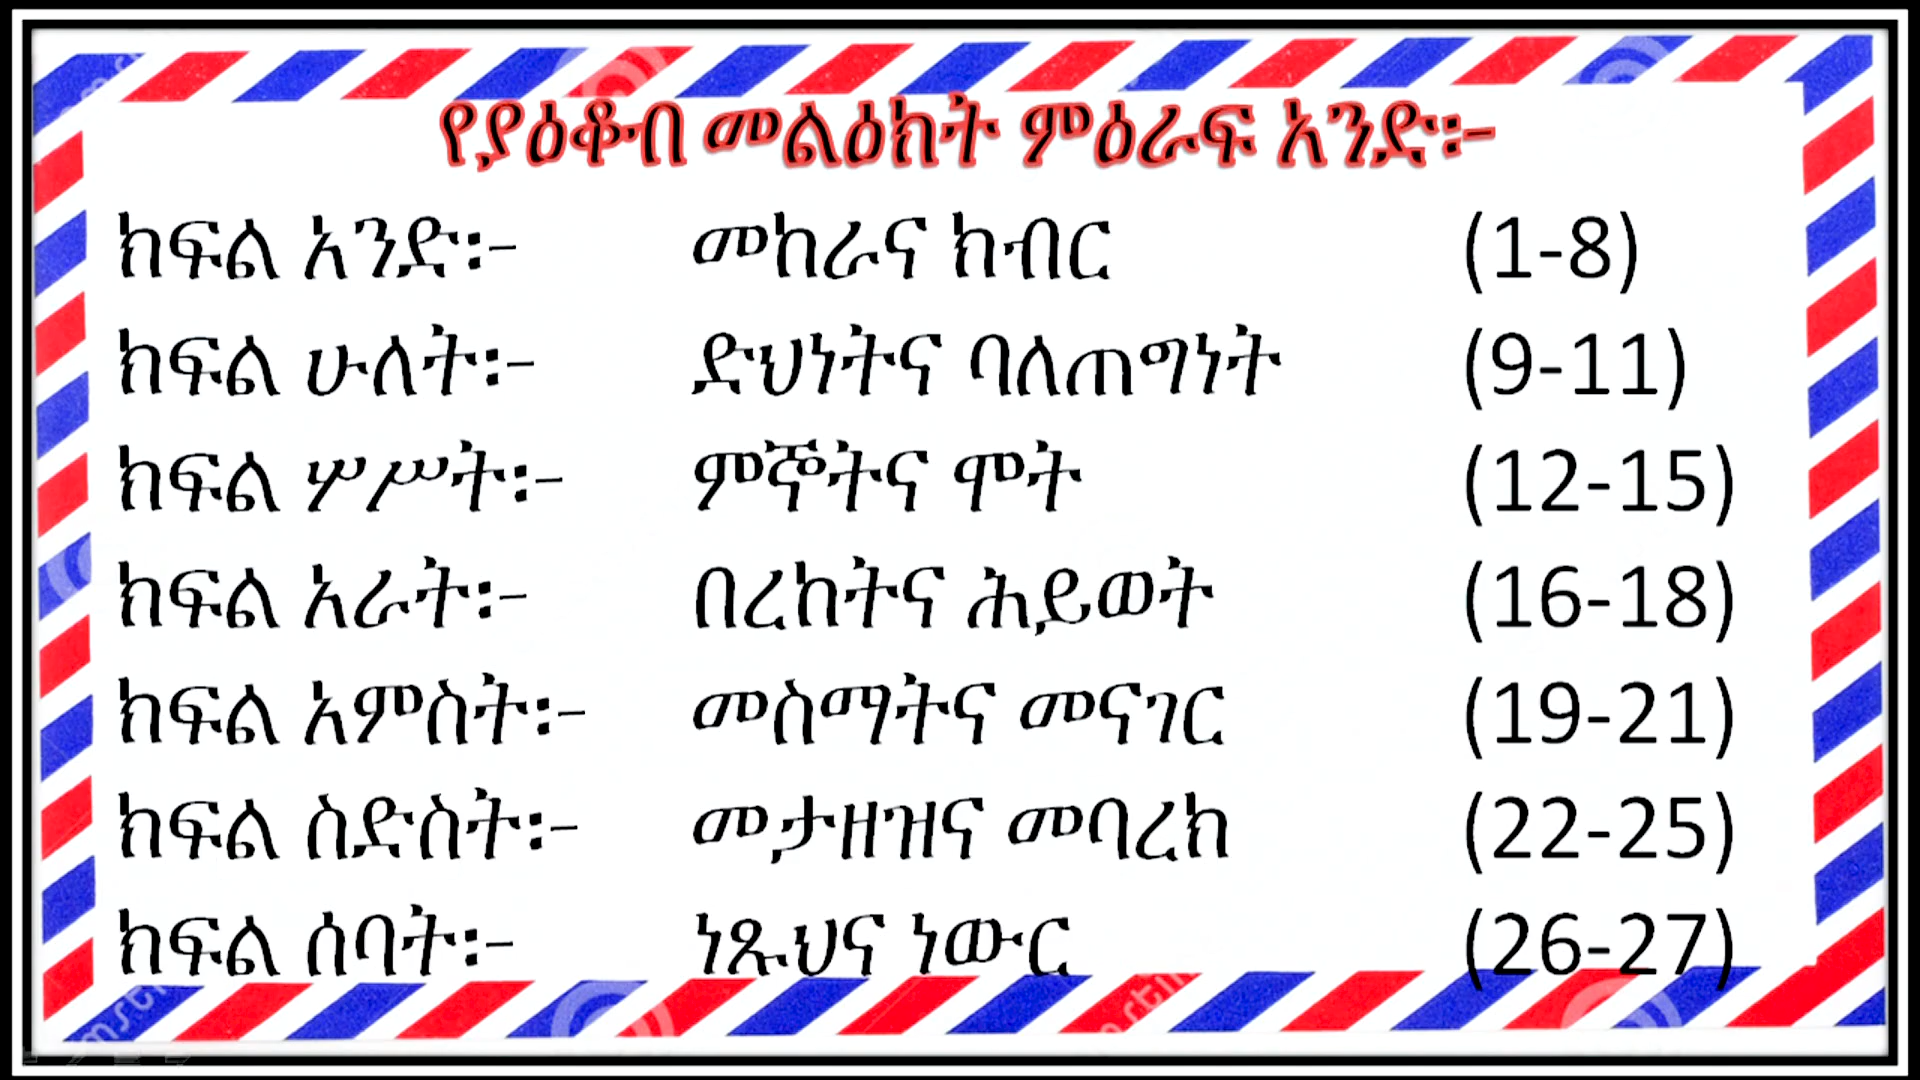 የያዕቆብ መልዕክት ምዕራፍ አንድ፡-
ክፍል አንድ፡- መከራና ክብር (1-8)
ክፍል ሁለት፡- ድህነትና ባለጠግነት (9-11)
ክፍል ሦሥት፡- ምኞትና ሞት (12-15)
ክፍል አራት፡- በረከትና ሕይወት (16-18)
ክፍል አምስት፡- መስማትና መናገር (19-21)
ክፍል ስድስት፡- መታዘዝና መባረክ (22-25)
ክፍል ሰባት፡- ነጹህና ነውር (26-27)